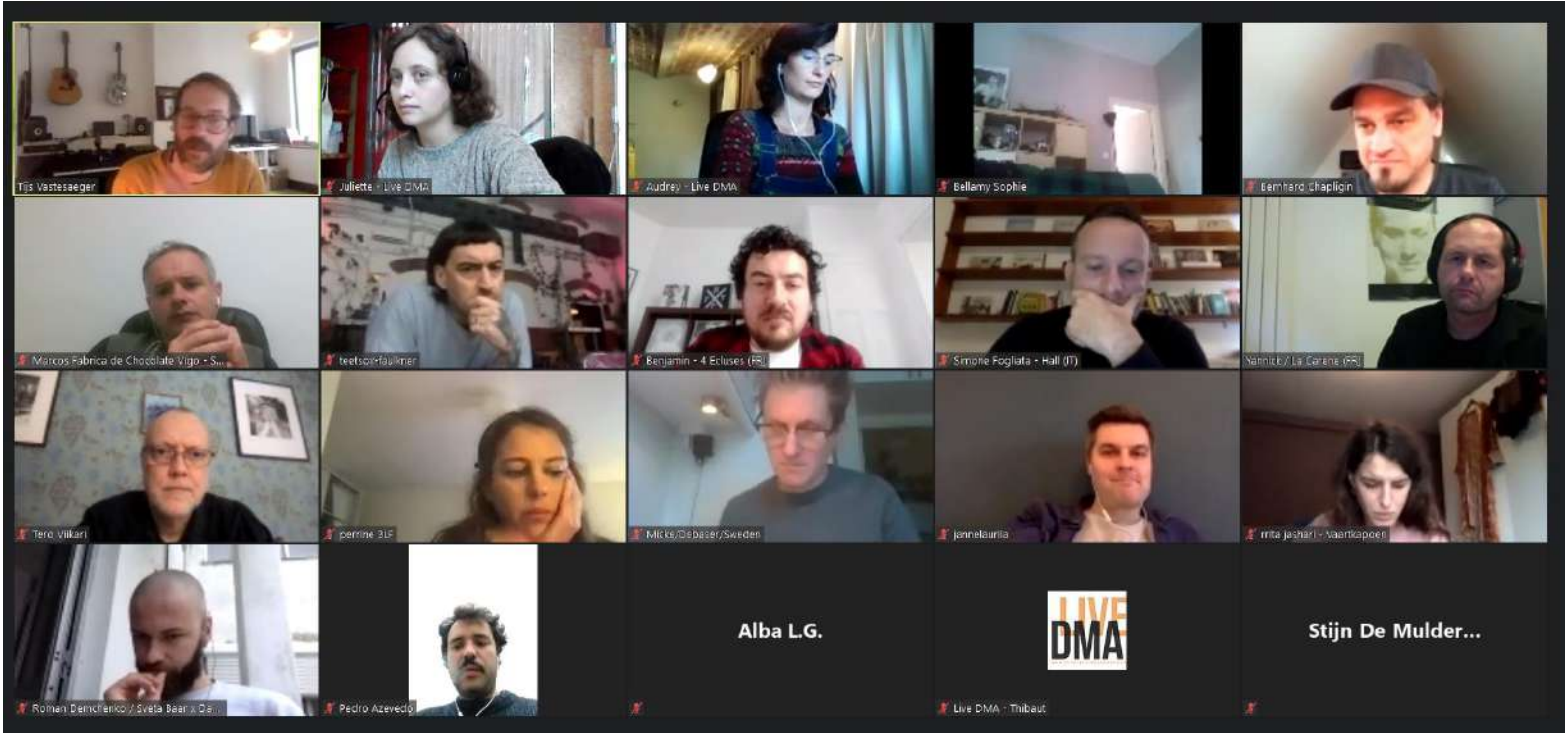 Tijs Vastesaeger
Juliette - Live DMA
Audrey - Live DMA
Bellamy Sophie
Bernhard Chapligin
Marcos Fabrica de Chocolate Vigo - S...
teetsor-faulkner
Benjamin - 4 Ecluses (FR)
Simone Fogliata - Hall (IT)
Yannick / La Carene (FR)
Tero Viikari
perrine 3LF
Micke/Debaser/Sweden
jannelaurila
rrita jashari - Vaartkapoen
Roman Demchenko / Sveta Baar x Da...
Pedro Azevedo
Alba L.G.
LIVE
DMA
Live DMA - Thibaut
Stijn De Mulder...